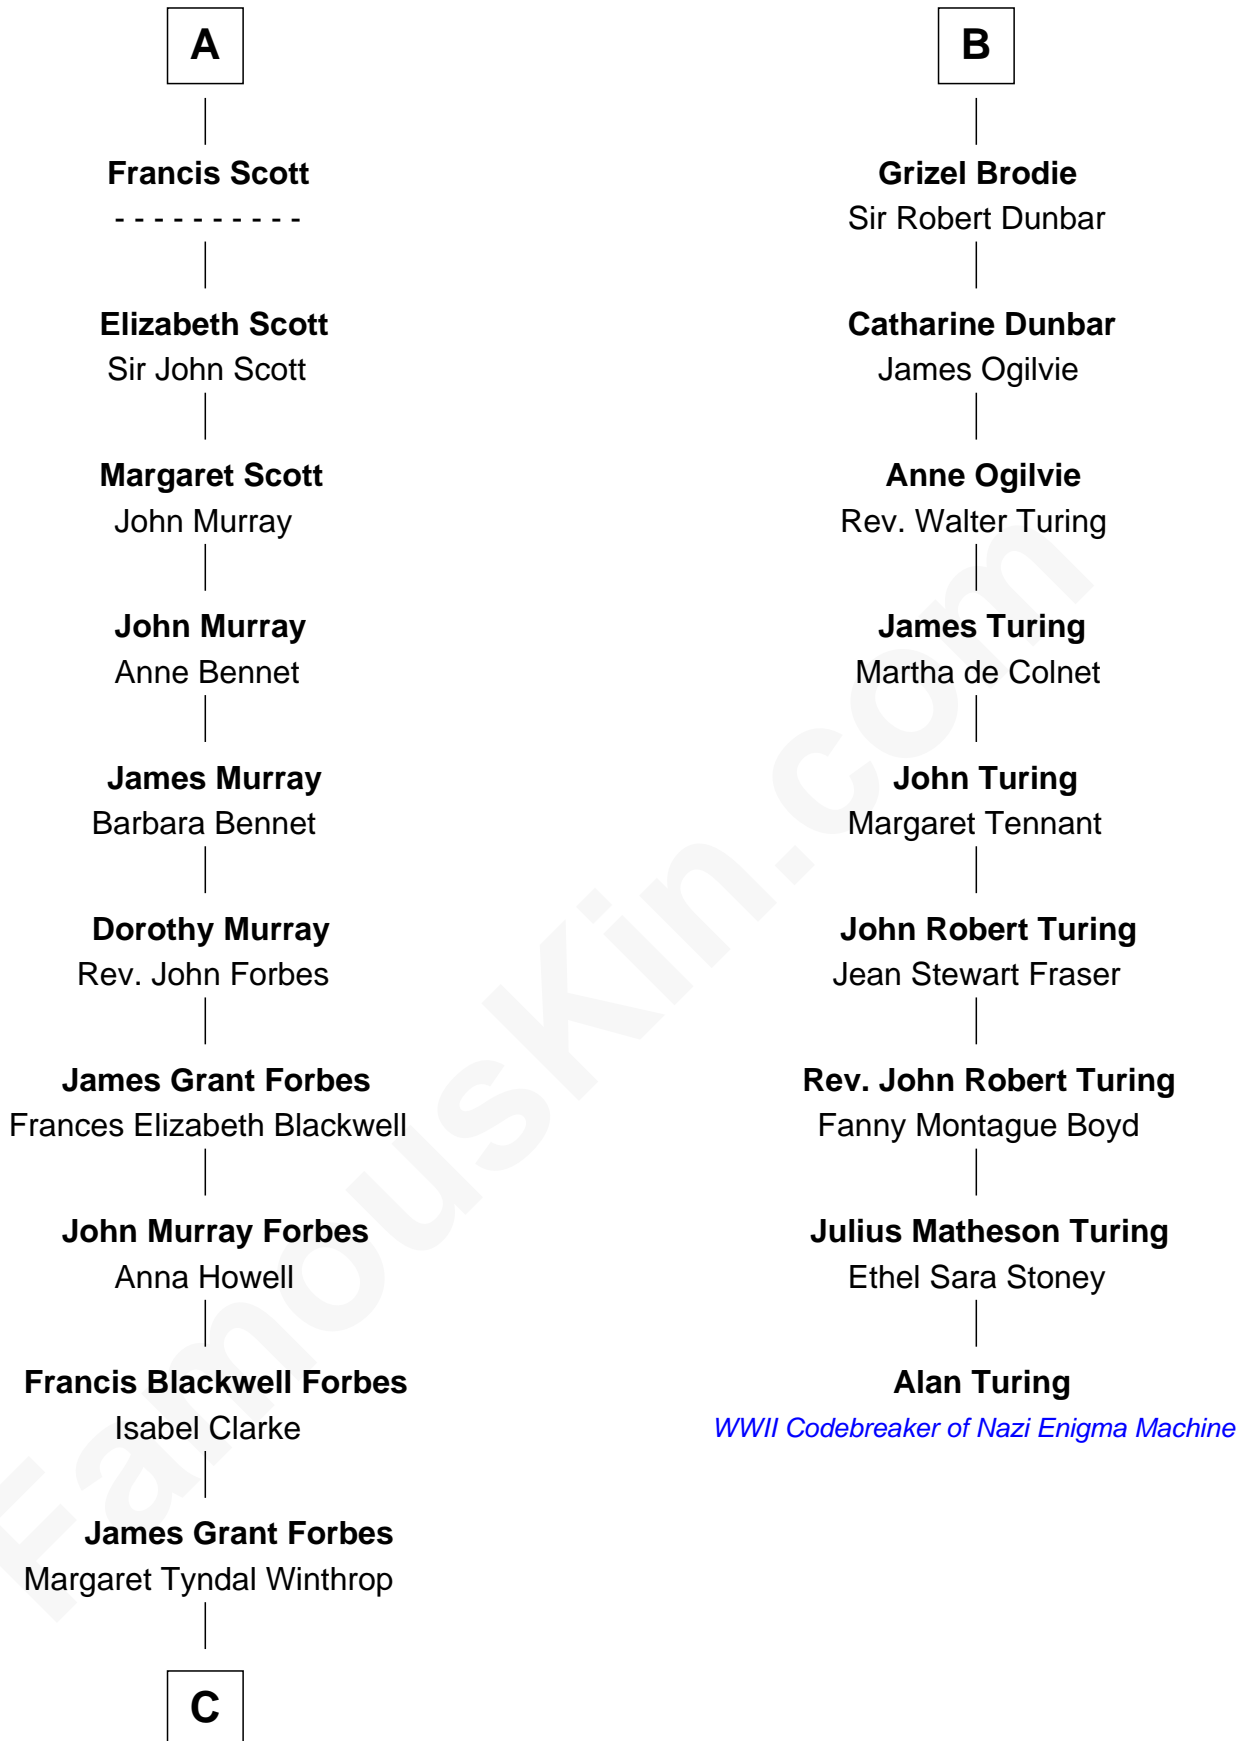 A
Francis Scott
- - - - - - - - - -
Elizabeth Scott
Sir John Scott
Margaret Scott
John Murray
John Murray
Anne Bennet
James Murray
Barbara Bennet
Dorothy Murray
Rev. John Forbes
James Grant Forbes
Frances Elizabeth Blackwell
John Murray Forbes
Anna Howell
Francis Blackwell Forbes
Isabel Clarke
James Grant Forbes
Margaret Tyndal Winthrop
C
B
Grizel Brodie
Sir Robert Dunbar
Catharine Dunbar
James Ogilvie
Anne Ogilvie
Rev. Walter Turing
James Turing
Martha de Colnet
John Turing
Margaret Tennant
John Robert Turing
Jean Stewart Fraser
Rev. John Robert Turing
Fanny Montague Boyd
Julius Matheson Turing
Ethel Sara Stoney
Alan Turing
WWII Codebreaker of Nazi Enigma Machine
FamousKin.com